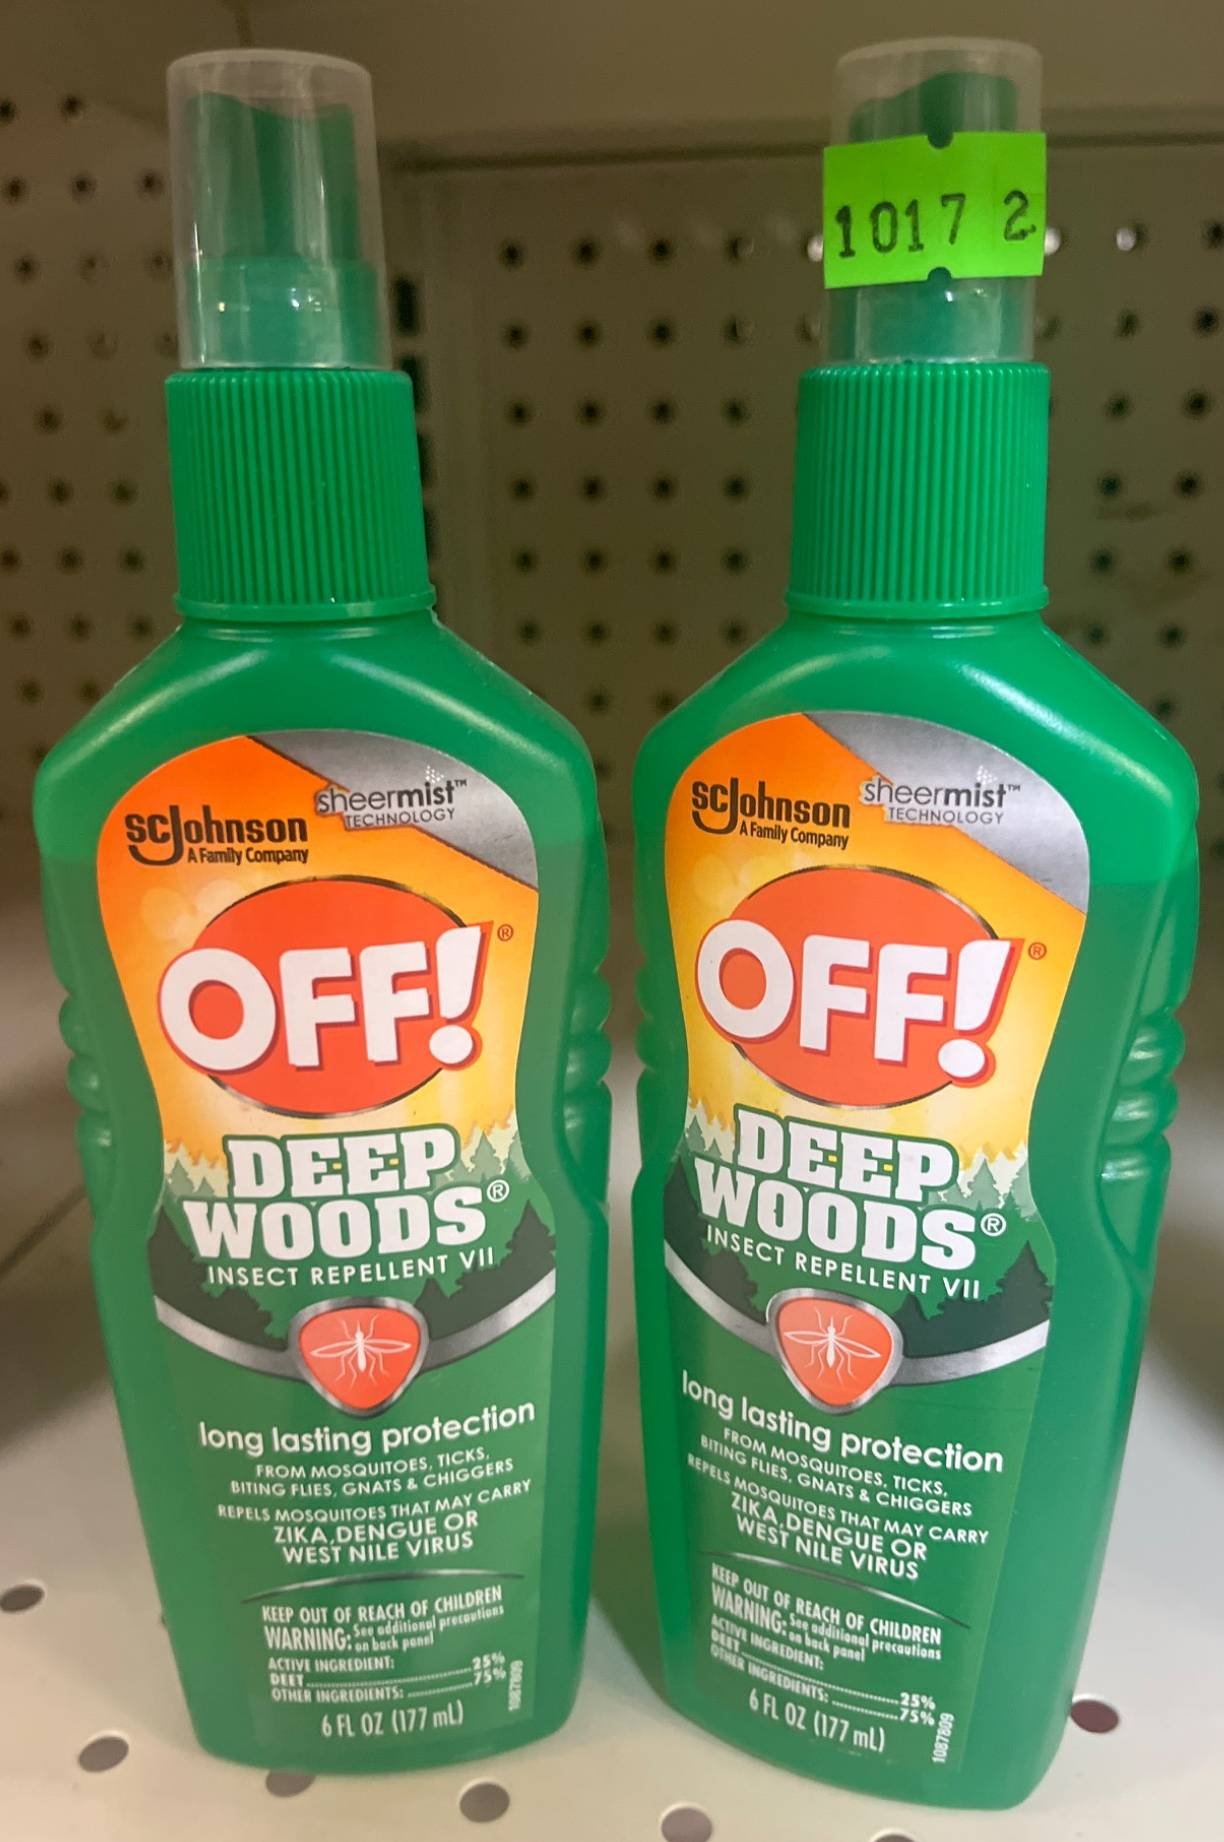 SCJohnson
A Family Company
sheermist™
TECHNOLOGY
OFF!®
DEEP
WOODS®
INSECT REPELLENT VII
long lasting protection
FROM MOSQUITOES, TICKS,
BITING FLIES, GNATS & CHIGGERS
REPELS MOSQUITOES THAT MAY CARRY
ZIKA, DENGUE OR
WEST NILE VIRUS
KEEP OUT OF REACH OF CHILDREN
WARNING: See additional precautions
on back panel
ACTIVE INGREDIENT:
DEET 25%
OTHER INGREDIENTS: 75%
6 FL OZ (177 mL)
1087809
1017 2
SCJohnson
A Family Company
sheermist™
TECHNOLOGY
OFF!®
DEEP
WOODS®
INSECT REPELLENT VII
long lasting protection
FROM MOSQUITOES, TICKS,
BITING FLIES, GNATS & CHIGGERS
REPELS MOSQUITOES THAT MAY CARRY
ZIKA, DENGUE OR
WEST NILE VIRUS
KEEP OUT OF REACH OF CHILDREN
WARNING: See additional precautions
on back panel
ACTIVE INGREDIENT:
DEET 25%
OTHER INGREDIENTS: 75%
6 FL OZ (177 mL)
1087809